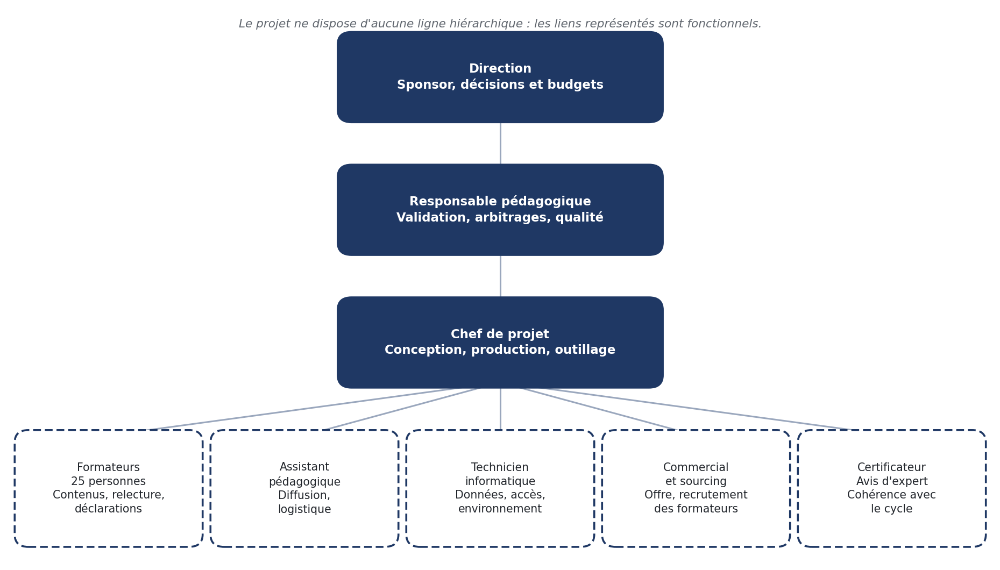 Le projet ne dispose d'aucune ligne hiérarchique : les liens représentés sont fonctionnels.
Direction
Sponsor, décisions et budgets
Responsable pédagogique
Validation, arbitrages, qualité
Chef de projet
Conception, production, outillage
Formateurs
25 personnes
Contenus, relecture,
déclarations
Assistant
pédagogique
Diffusion,
logistique
Technicien
informatique
Données, accès,
environnement
Commercial
et sourcing
Offre, recrutement
des formateurs
Certificateur
Avis d'expert
Cohérence avec
le cycle